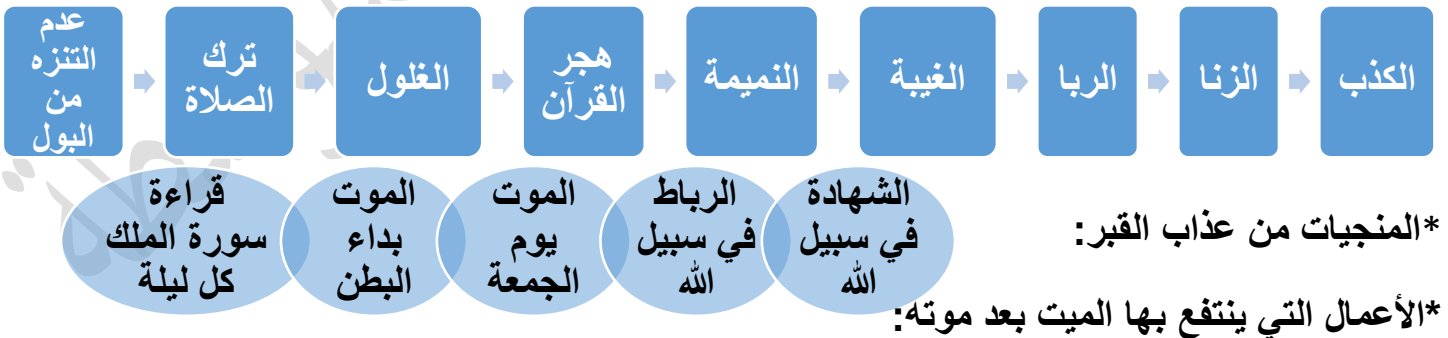 الكذب
الزنا
الربا
الغيبة
النميمة
هجر
القرآن
الغلول
ترك
الصلاة
عدم
التنزه
من
البول
*المنجيات من عذاب القبر:
الشهادة
في سبيل
الله
الرباط
في سبيل
الله
الموت
يوم
الجمعة
الموت
بداء
البطن
قراءة
سورة الملك
كل ليلة
*الأعمال التي ينتفع بها الميت بعد موته: